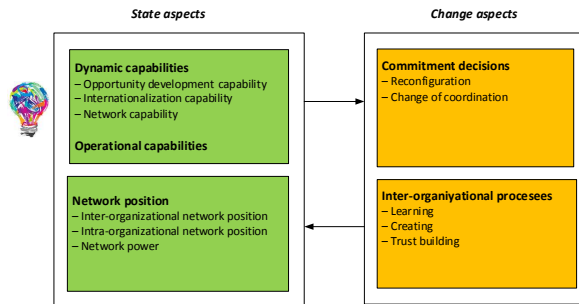 State aspects
Change aspects
Dynamic capabilities
– Opportunity development capability
– Internationalization capability
– Network capability
Operational capabilities
Commitment decisions
– Reconfiguration
– Change of coordination
Network position
– Inter-organizational network position
– Intra-organizational network position
– Network power
Inter-organiyational procesees
– Learning
– Creating
– Trust building